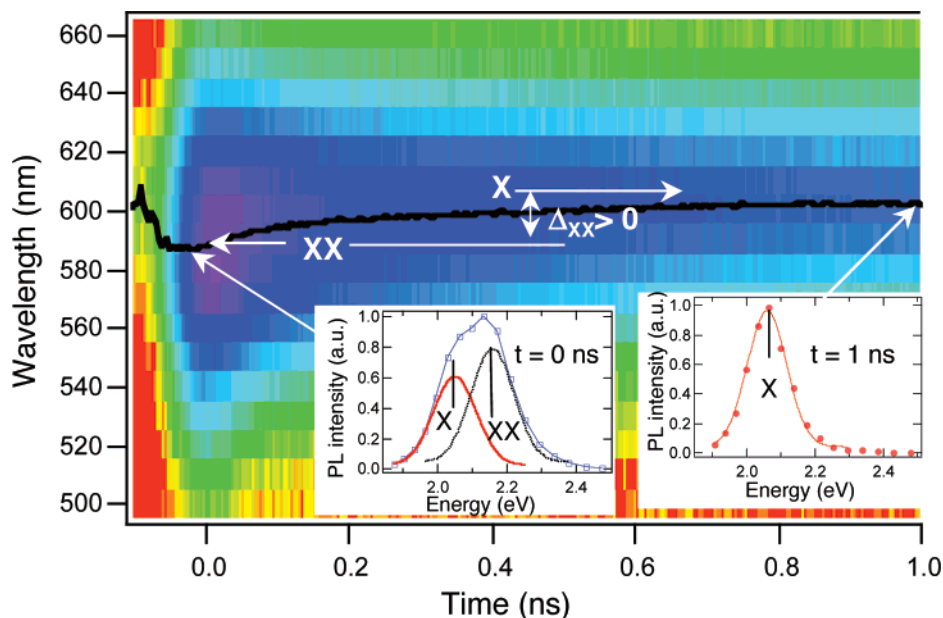 660
640
620
600
580
560
540
520
500
Wavelength (nm)
X
ΔXX > 0
XX
1.0
0.8
0.6
0.4
0.2
0.0
PL intensity (a.u.)
t = 0 ns
X
XX
2.0 2.2 2.4
Energy (eV)
1.0
0.8
0.6
0.4
0.2
0.0
PL intensity (a.u.)
t = 1 ns
X
2.0 2.2 2.4
Energy (eV)
0.0 0.2 0.4 0.6 0.8 1.0
Time (ns)